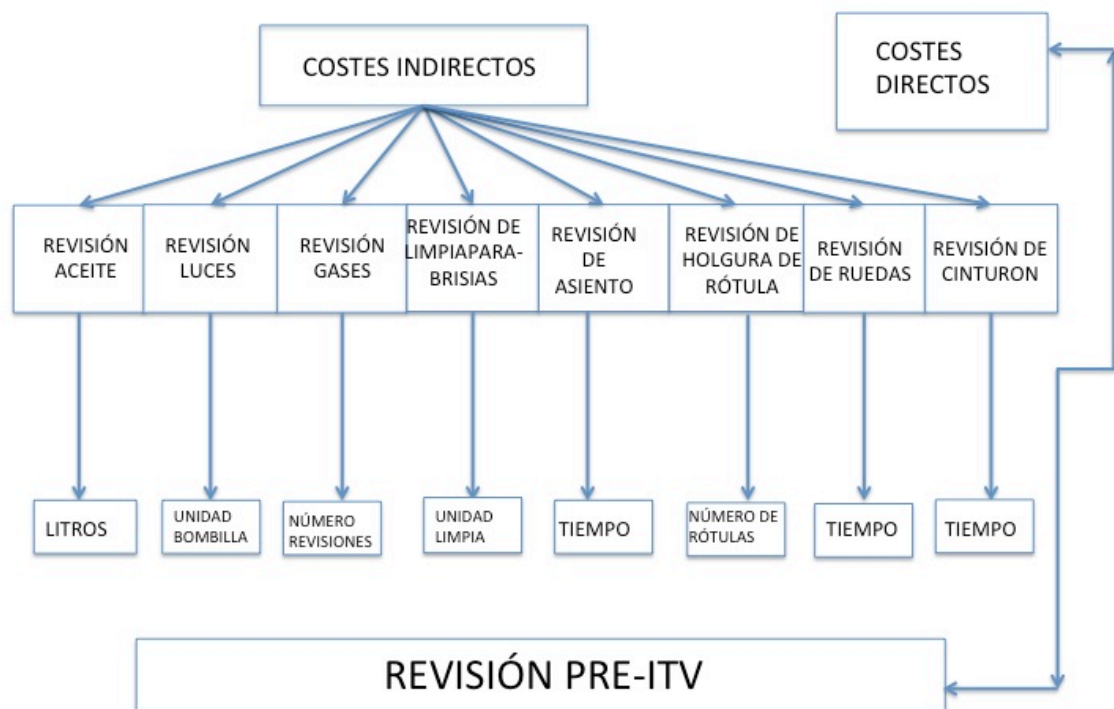 COSTES INDIRECTOS
COSTES
DIRECTOS
REVISIÓN
ACEITE
REVISIÓN
LUCES
REVISIÓN
GASES
REVISIÓN DE
LIMPIAPARA-
BRISIAS
REVISIÓN
DE
ASIENTO
REVISIÓN DE
HOLGURA DE
RÓTULA
REVISIÓN
DE RUEDAS
REVISIÓN DE
CINTURON
LITROS
UNIDAD
BOMBILLA
NÚMERO
REVISIONES
UNIDAD
LIMPIA
TIEMPO
NÚMERO DE
RÓTULAS
TIEMPO
TIEMPO
REVISIÓN PRE-ITV